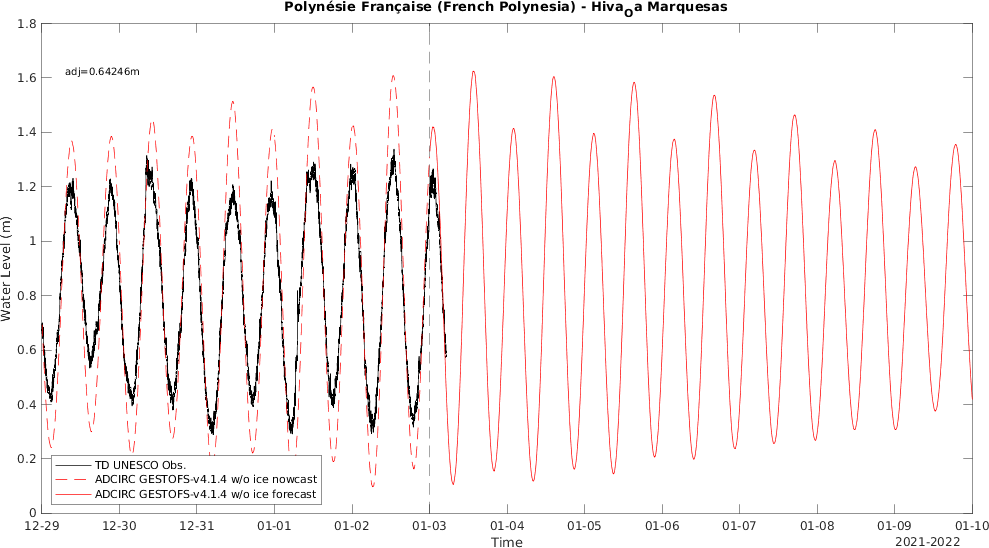 Polynésie Française (French Polynesia) - Hiva_Oa Marquesas
1.8
adj=0.64246m
1.6
1.4
1.2
1
0.8
0.6
0.4
0.2
0
Water Level (m)
TD UNESCO Obs.
ADCIRC GESTOFS-v4.1.4 w/o ice nowcast
ADCIRC GESTOFS-v4.1.4 w/o ice forecast
12-29 12-30 12-31 01-01 01-02 01-03 01-04 01-05 01-06 01-07 01-08 01-09 01-10
Time
2021-2022